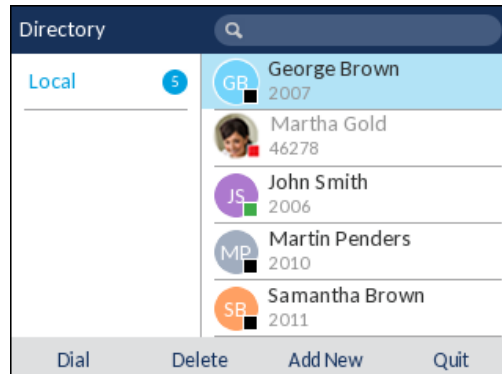 Directory
Local 5
GB George Brown
2007
Martha Gold
46278
JS John Smith
2006
MP Martin Penders
2010
SB Samantha Brown
2011
Dial Delete Add New Quit